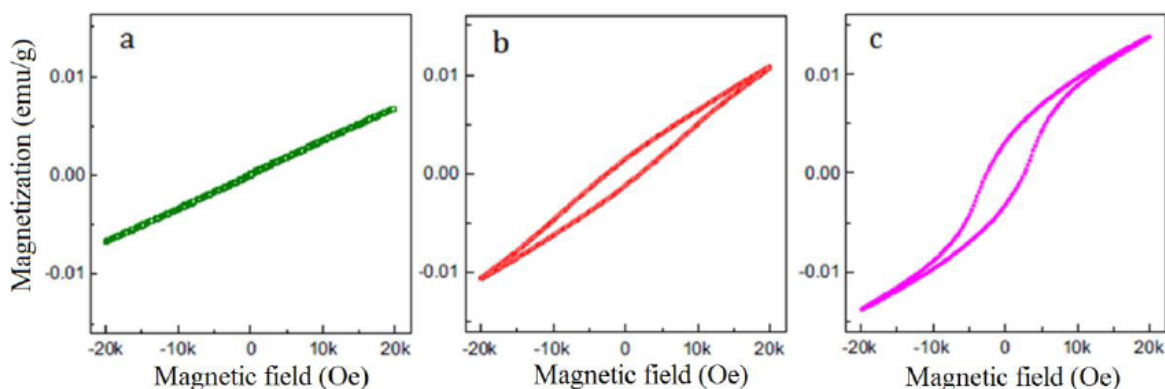 Magnetization (emu/g)
a
0.01
0.00
-0.01
-20k -10k 0 10k 20k
Magnetic field (Oe)
b
0.01
0.00
-0.01
-20k -10k 0 10k 20k
Magnetic field (Oe)
c
0.01
0.00
-0.01
-20k -10k 0 10k 20k
Magnetic field (Oe)